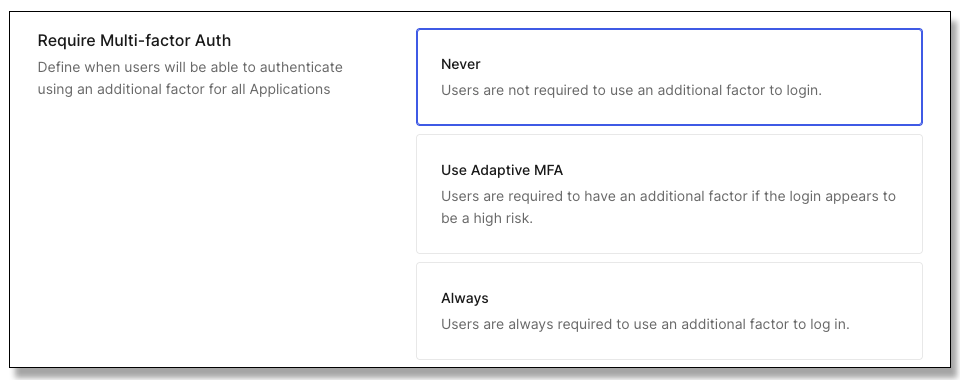 Require Multi-factor Auth
Define when users will be able to authenticate
using an additional factor for all Applications
Never
Users are not required to use an additional factor to login.
Use Adaptive MFA
Users are required to have an additional factor if the login appears to
be a high risk.
Always
Users are always required to use an additional factor to log in.